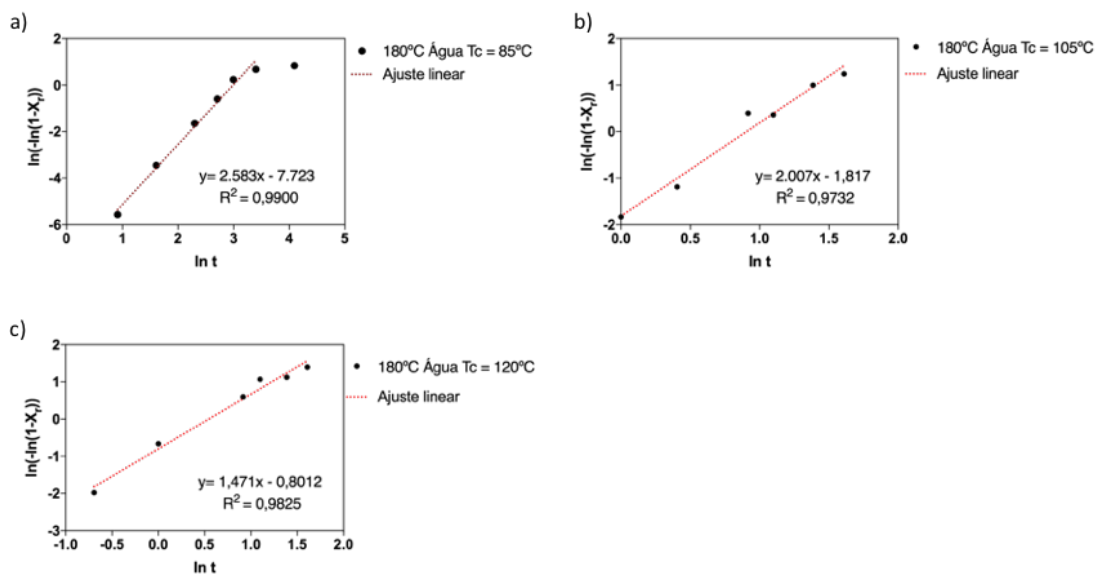 a)
2
0
-2
-4
-6
0
1
2
3
4
5
ln(-ln(1-Xr))
ln t
180ºC Água Tc = 85ºC
Ajuste linear
y= 2.583x - 7.723
R² = 0,9900
b)
2
1
0
-1
-2
0.0
0.5
1.0
1.5
2.0
ln(-ln(1-Xr))
ln t
180ºC Água Tc = 105ºC
Ajuste linear
y= 2.007x - 1,817
R² = 0,9732
c)
2
1
0
-1
-2
-3
-1.0
-0.5
0.0
0.5
1.0
1.5
2.0
ln(-ln(1-Xr))
ln t
180ºC Água Tc = 120ºC
Ajuste linear
y= 1,471x - 0,8012
R² = 0,9825